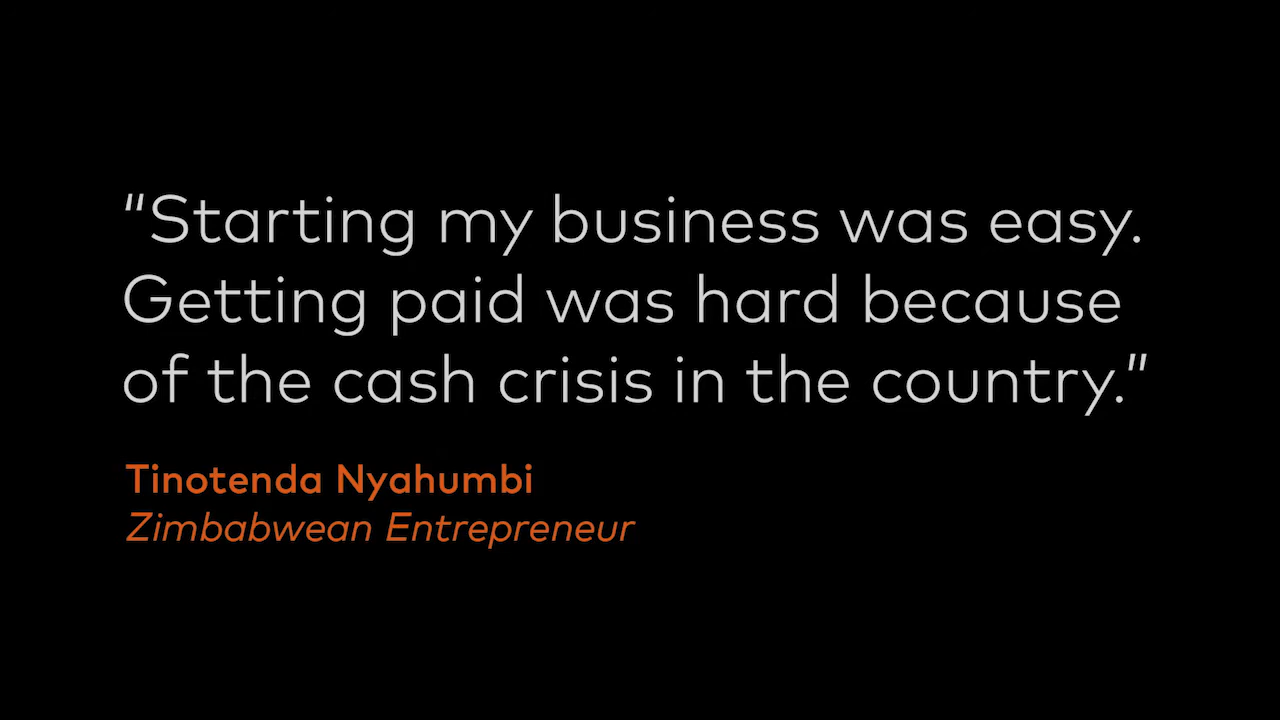 “Starting my business was easy.
Getting paid was hard because
of the cash crisis in the country.”
Tinotenda Nyahumbi
Zimbabwean Entrepreneur